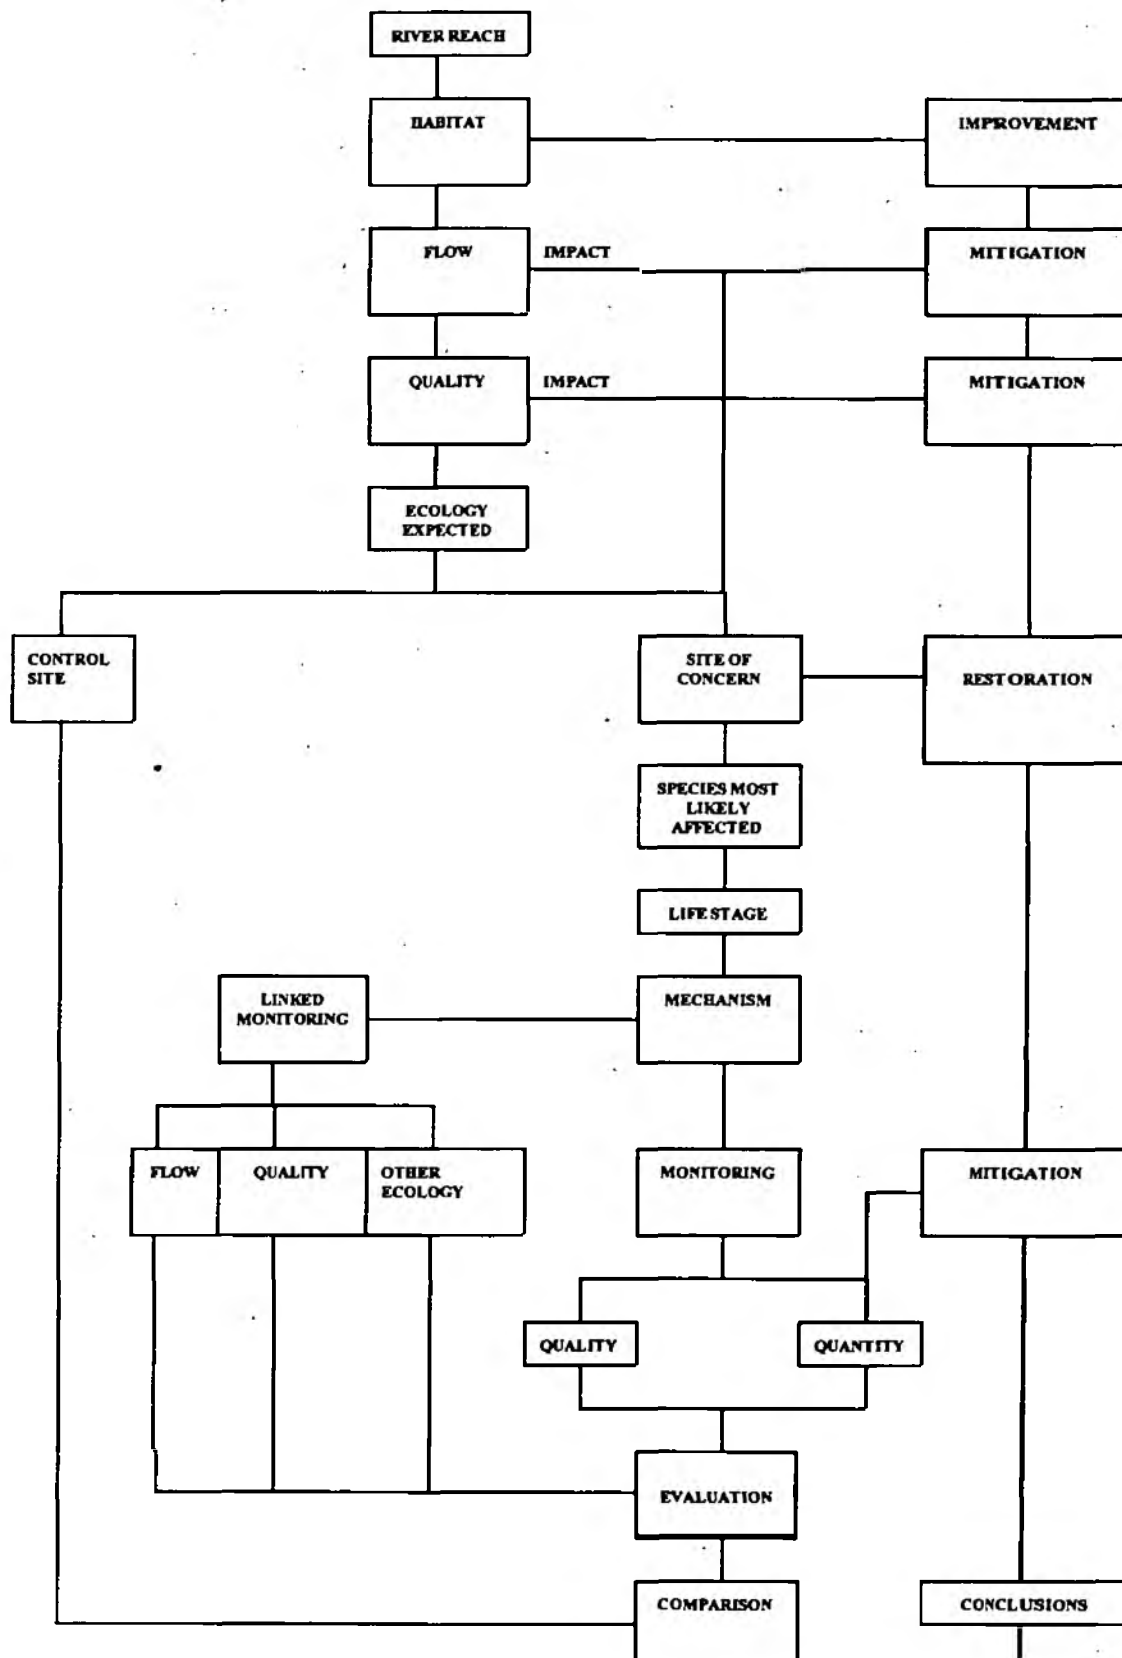 RIVER REACH
HABITAT
IMPROVEMENT
FLOW
IMPACT
MITIGATION
QUALITY
IMPACT
MITIGATION
ECOLOGY
EXPECTED
CONTROL
SITE
SITE OF
CONCERN
RESTORATION
SPECIES MOST
LIKELY
AFFECTED
LIFE STAGE
LINKED
MONITORING
MECHANISM
FLOW
QUALITY
OTHER
ECOLOGY
MONITORING
MITIGATION
QUALITY
QUANTITY
EVALUATION
COMPARISON
CONCLUSIONS